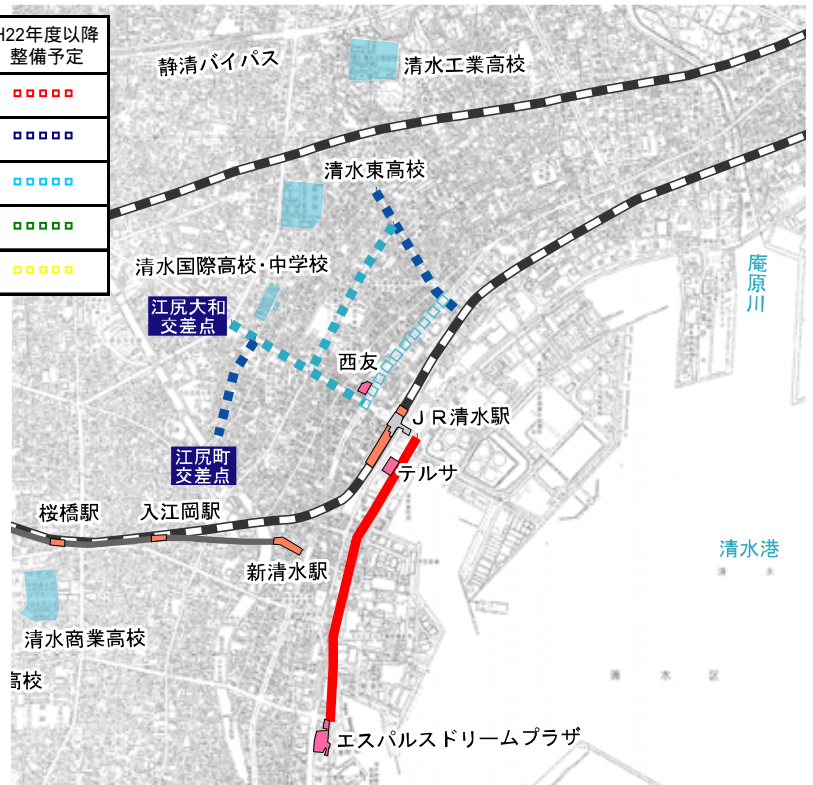 H22年度以降
整備予定
静清バイパス
清水工業高校
清水東高校
清水国際高校・中学校
庵原川
江尻大和
交差点
西友
JR清水駅
江尻町
交差点
テルサ
桜橋駅
入江岡駅
清水港
清 水
新清水駅
清水商業高校
高校
清 水 区
エスパルスドリームプラザ